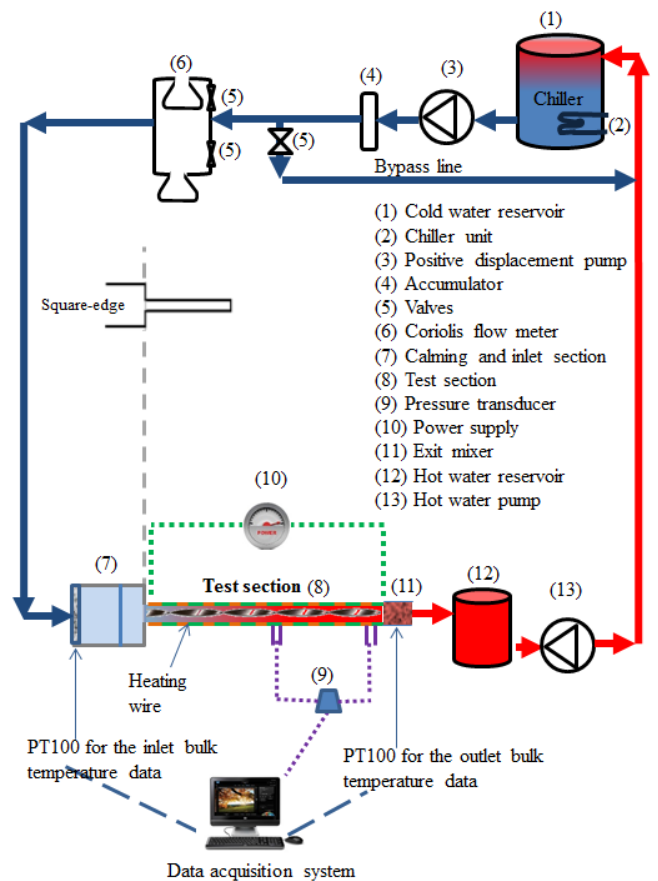 (1)
(6)
(4)
(3)
(5)
Chiller
(2)
(5)
(5)
Bypass line
(1) Cold water reservoir
(2) Chiller unit
(3) Positive displacement pump
(4) Accumulator
(5) Valves
(6) Coriolis flow meter
(7) Calming and inlet section
(8) Test section
(9) Pressure transducer
(10) Power supply
(11) Exit mixer
(12) Hot water reservoir
(13) Hot water pump
Square-edge
(10)
POWER
(7)
Test section (8)
(11)
(12)
(13)
Heating
wire
(9)
PT100 for the inlet bulk
temperature data
PT100 for the outlet bulk
temperature data
Data acquisition system